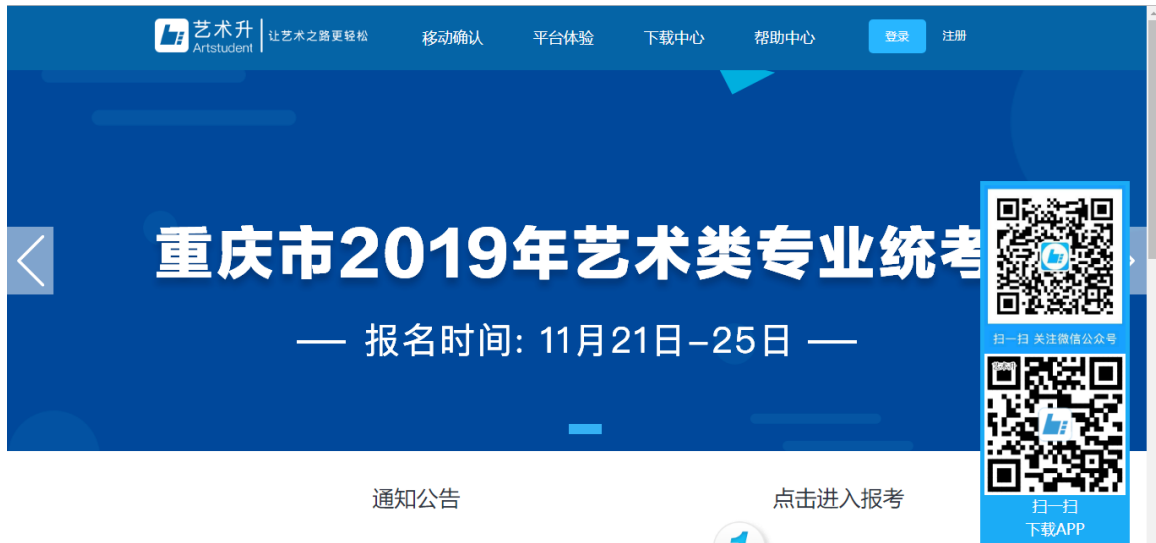 艺术升
Artstudent
让艺术之路更轻松
移动确认
平台体验
下载中心
帮助中心
登录
注册
重庆市2019年艺术类专业统考
— 报名时间: 11月21日-25日 —
扫一扫 关注微信公众号
艺术升
扫一扫
下载APP
通知公告
点击进入报考
1